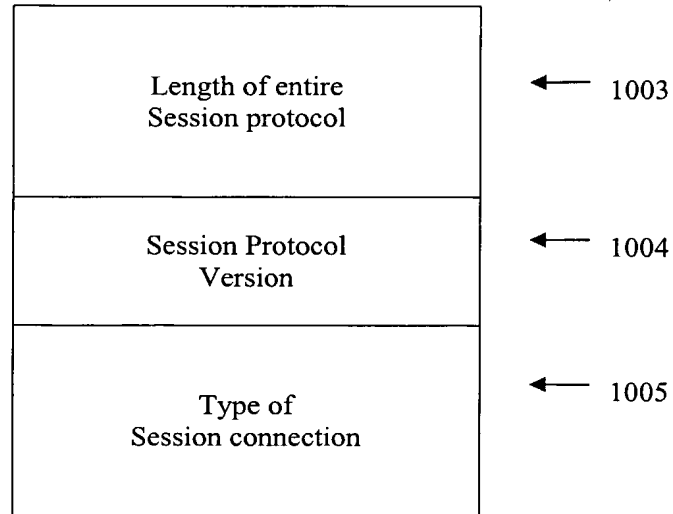 Length of entire
Session protocol
1003
Session Protocol
Version
1004
1005
Type of
Session connection